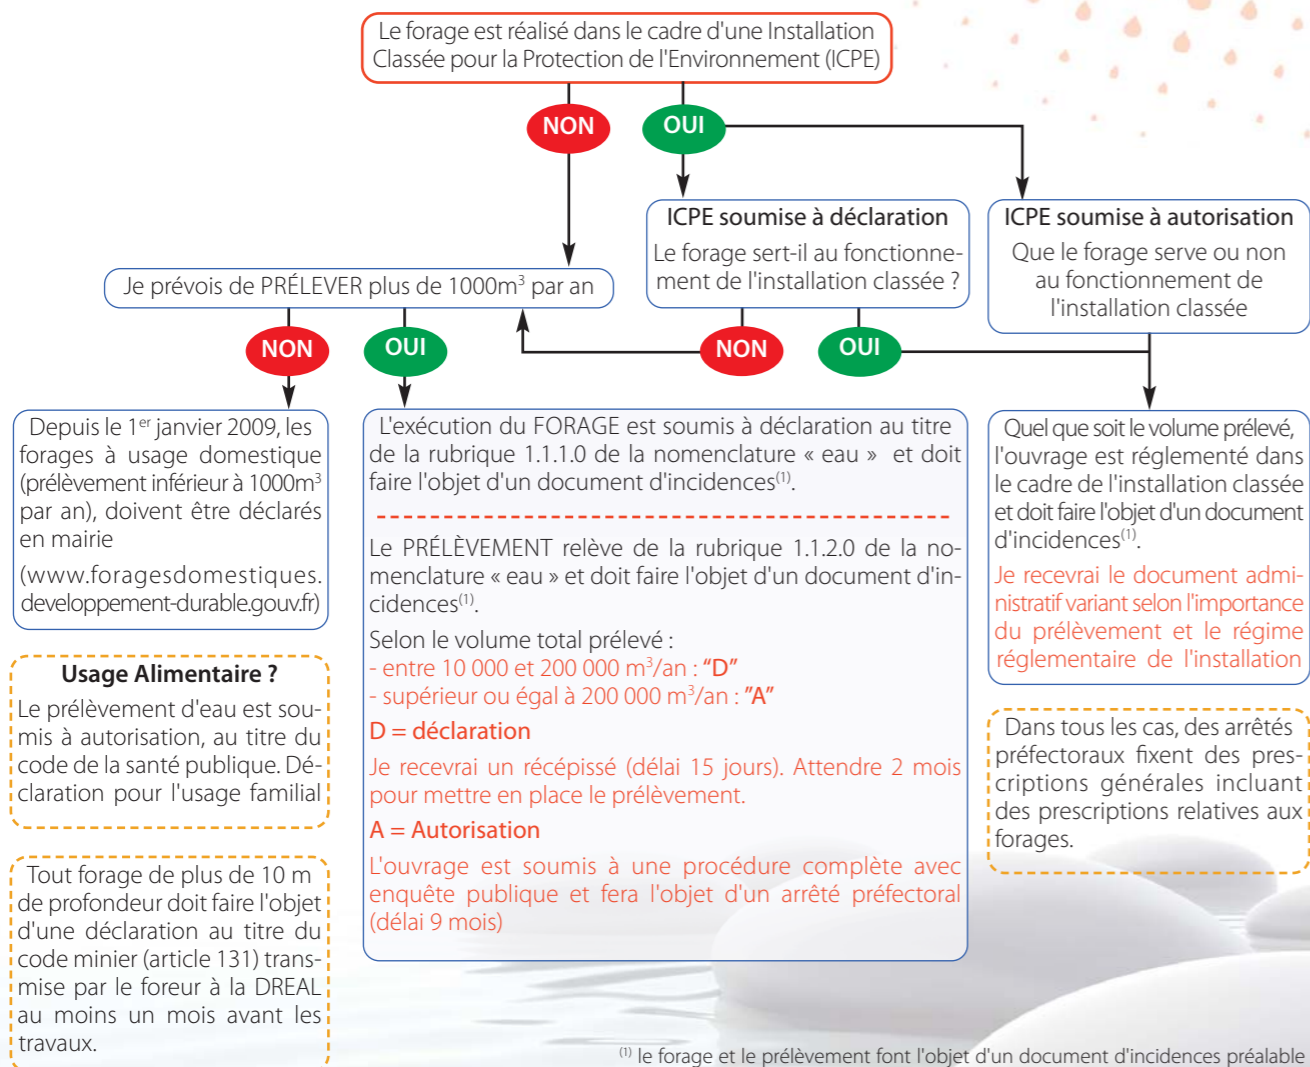 Le forage est réalisé dans le cadre d'une Installation
Classée pour la Protection de l'Environnement (ICPE)
NON
OUI
ICPE soumise à déclaration
Le forage sert-il au fonctionne-
ment de l'installation classée ?
ICPE soumise à autorisation
Que le forage serve ou non
au fonctionnement de
l'installation classée
Je prévois de PRÉLEVER plus de 1000m³ par an
NON
OUI
NON
OUI
Depuis le 1er janvier 2009, les
forages à usage domestique
(prélèvement inférieur à 1000m³
par an), doivent être déclarés
en mairie
(www.foragesdomestiques.
developpement-durable.gouv.fr)
Usage Alimentaire ?
Le prélèvement d'eau est sou-
mis à autorisation, au titre du
code de la santé publique. Dé-
claration pour l'usage familial
Tout forage de plus de 10 m
de profondeur doit faire l'objet
d'une déclaration au titre du
code minier (article 131) trans-
mise par le foreur à la DREAL
au moins un mois avant les
travaux.
L'exécution du FORAGE est soumis à déclaration au titre
de la rubrique 1.1.1.0 de la nomenclature « eau » et doit
faire l'objet d'un document d'incidences(1).
Le PRÉLÈVEMENT relève de la rubrique 1.1.2.0 de la no-
menclature « eau » et doit faire l'objet d'un document d'in-
cidences(1).
Selon le volume total prélevé :
- entre 10 000 et 200 000 m³/an : "D"
- supérieur ou égal à 200 000 m³/an : "A"
D = déclaration
Je recevrai un récépissé (délai 15 jours). Attendre 2 mois
pour mettre en place le prélèvement.
A = Autorisation
L'ouvrage est soumis à une procédure complète avec
enquête publique et fera l'objet d'un arrêté préfectoral
(délai 9 mois)
Quel que soit le volume prélevé,
l'ouvrage est réglementé dans
le cadre de l'installation classée
et doit faire l'objet d'un document
d'incidences(1).
Je recevrai le document admi-
nistratif variant selon l'importance
du prélèvement et le régime
réglementaire de l'installation
Dans tous les cas, des arrêtés
préfectoraux fixent des pres-
criptions générales incluant
des prescriptions relatives aux
forages.
(1) le forage et le prélèvement font l'objet d'un document d'incidences préalable